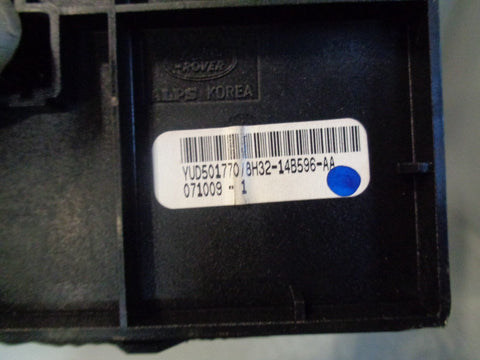 ROVER
ALPS KOREA
YUD501770/8H32-14B596-AA
071009 - 1